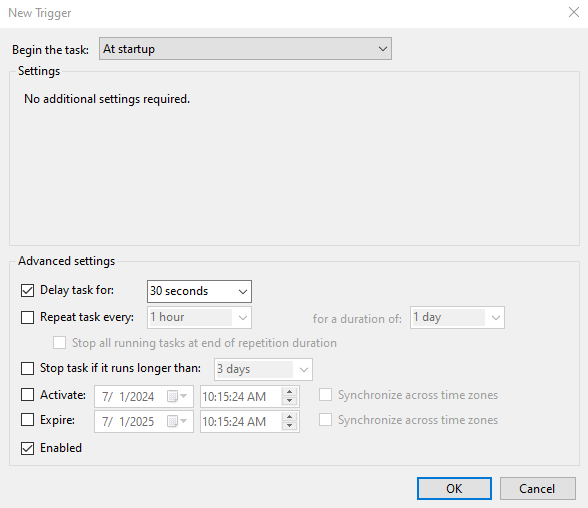 New Trigger
Begin the task: At startup
Settings
No additional settings required.
Advanced settings
Delay task for: 30 seconds
Repeat task every: 1 hour for a duration of: 1 day
Stop all running tasks at end of repetition duration
Stop task if it runs longer than: 3 days
Activate: 7/ 1/2024 10:15:24 AM Synchronize across time zones
Expire: 7/ 1/2025 10:15:24 AM Synchronize across time zones
Enabled
OK Cancel